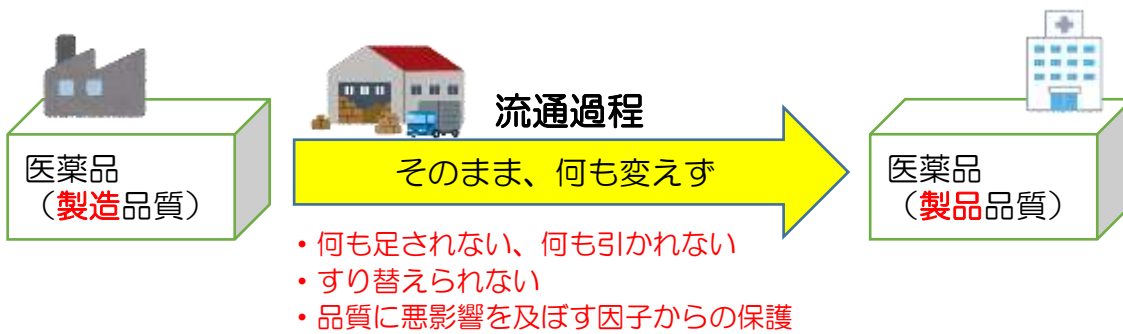 医薬品
（製造品質）
流通過程
そのまま、何も変えず
・何も足されない、何も引かれない
・すり替えられない
・品質に悪影響を及ぼす因子からの保護
医薬品
（製品品質）